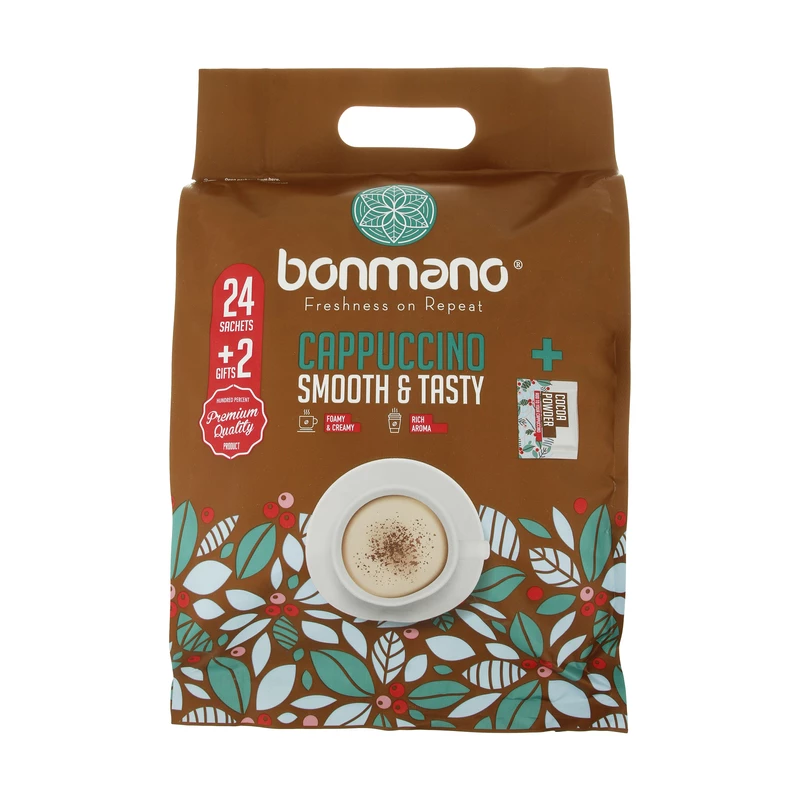 bonmano®
Freshness on Repeat
24
SACHETS
+2
GIFTS
HUNDRED PERCENT
Premium
Quality
PRODUCT
CAPPUCCINO
SMOOTH & TASTY
FOAMY
& CREAMY
RICH
AROMA
+
COCOA
POWDER